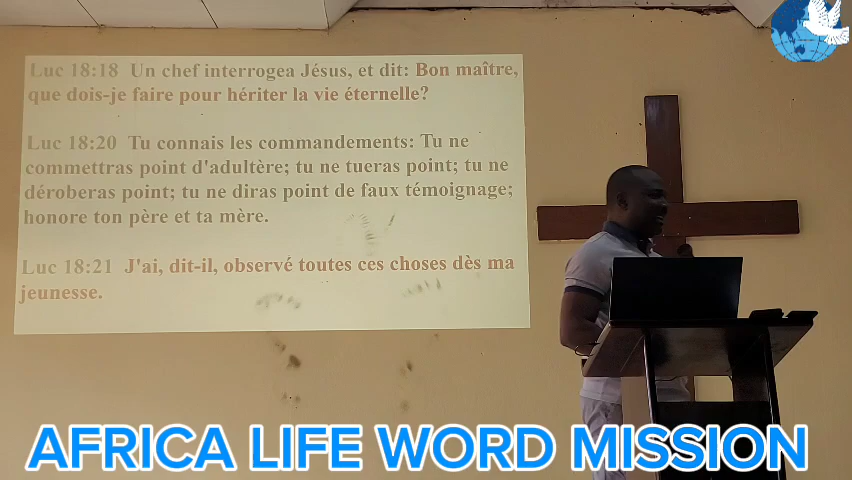 Luc 18:18 Un chef interrogea Jésus, et dit: Bon maître,
que dois-je faire pour hériter la vie éternelle?
Luc 18:20 Tu connais les commandements: Tu ne
commettras point d'adultère; tu ne tueras point; tu ne
déroberas point; tu ne diras point de faux témoignage;
honore ton père et ta mère.
Luc 18:21 J'ai, dit-il, observé toutes ces choses dès ma
jeunesse.
AFRICA LIFE WORD MISSION